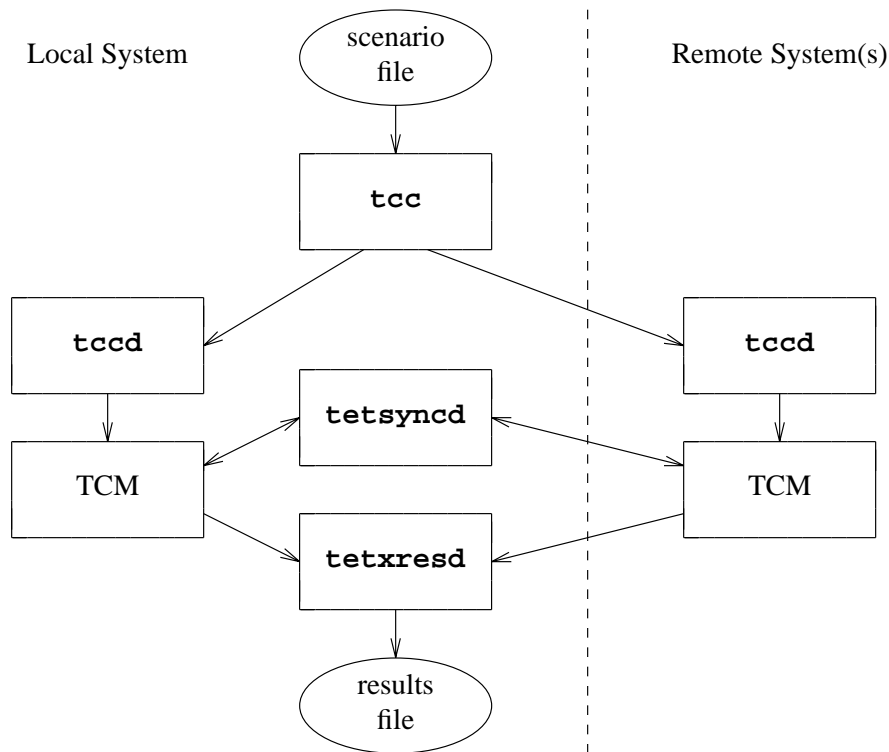 Local System
scenario
file
Remote System(s)
tcc
tccd
tccd
tetsyncd
TCM
TCM
tetxresd
results
file